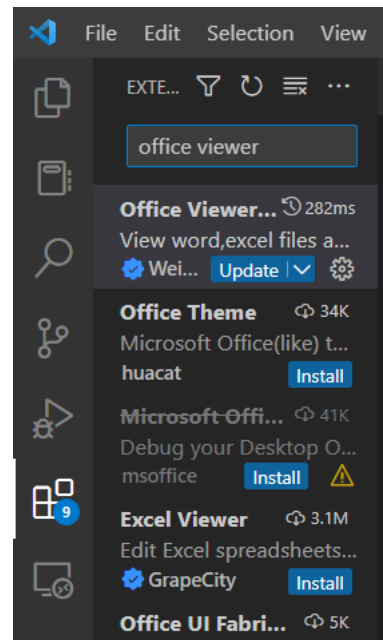 File Edit Selection View
EXTE...
office viewer
Office Viewer... 282ms
View word,excel files a...
Wei... Update
Office Theme 34K
Microsoft Office(like) t...
huacat Install
Microsoft Offi... 41K
Debug your Desktop O...
msoffice Install
9
Excel Viewer 3.1M
Edit Excel spreadsheets...
GrapeCity Install
Office UI Fabri... 5K